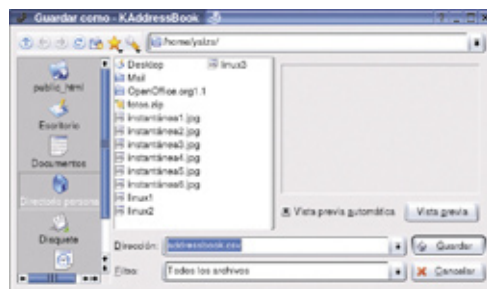 Guardar como - KAddressBook
/home/yalza/
public_html
Escritorio
Documentos
Directorio persona
Disquete
Desktop
Mail
OpenOffice.org1.1
fotos.zip
instantánea1.jpg
instantánea2.jpg
instantánea3.jpg
instantánea4.jpg
instantánea5.jpg
instantánea6.jpg
linux1
linux2
linux3
Vista previa automática
Vista previa
Dirección: addressbook.csv
Guardar
Filtro: Todos los archivos
Cancelar